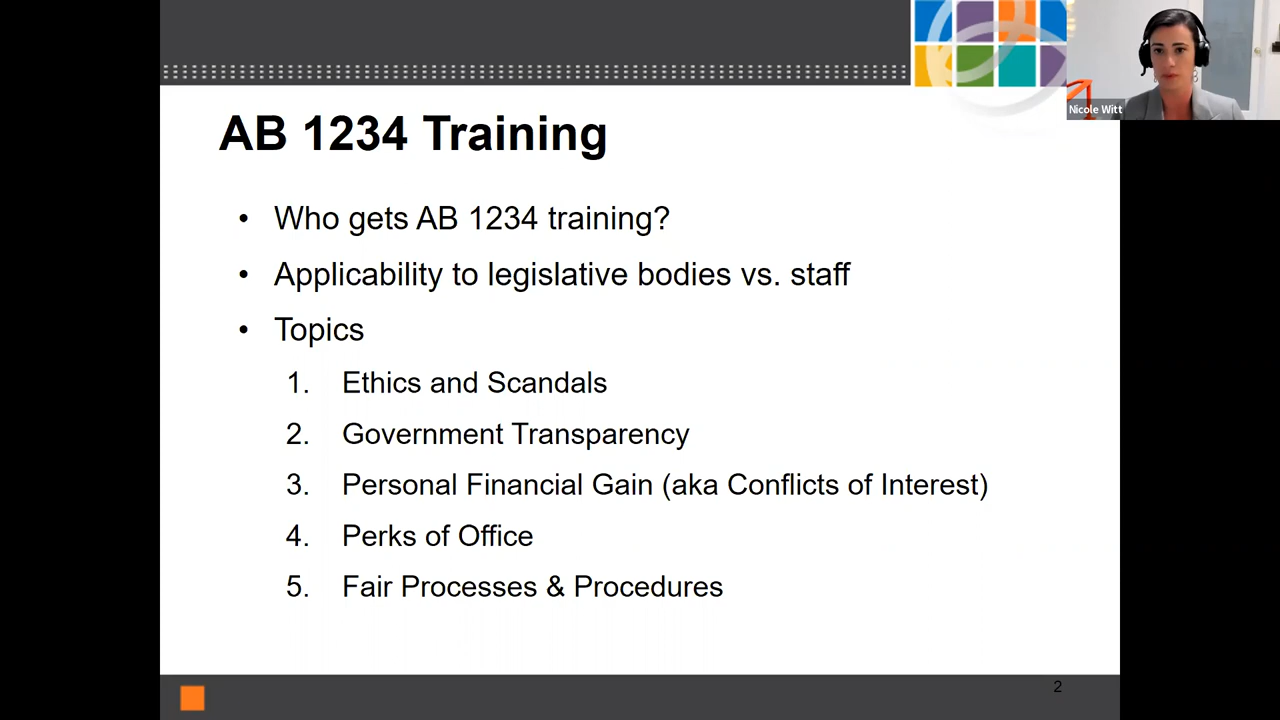 AB 1234 Training
Nicole Witt
• Who gets AB 1234 training?
• Applicability to legislative bodies vs. staff
• Topics
1. Ethics and Scandals
2. Government Transparency
3. Personal Financial Gain (aka Conflicts of Interest)
4. Perks of Office
5. Fair Processes & Procedures
2